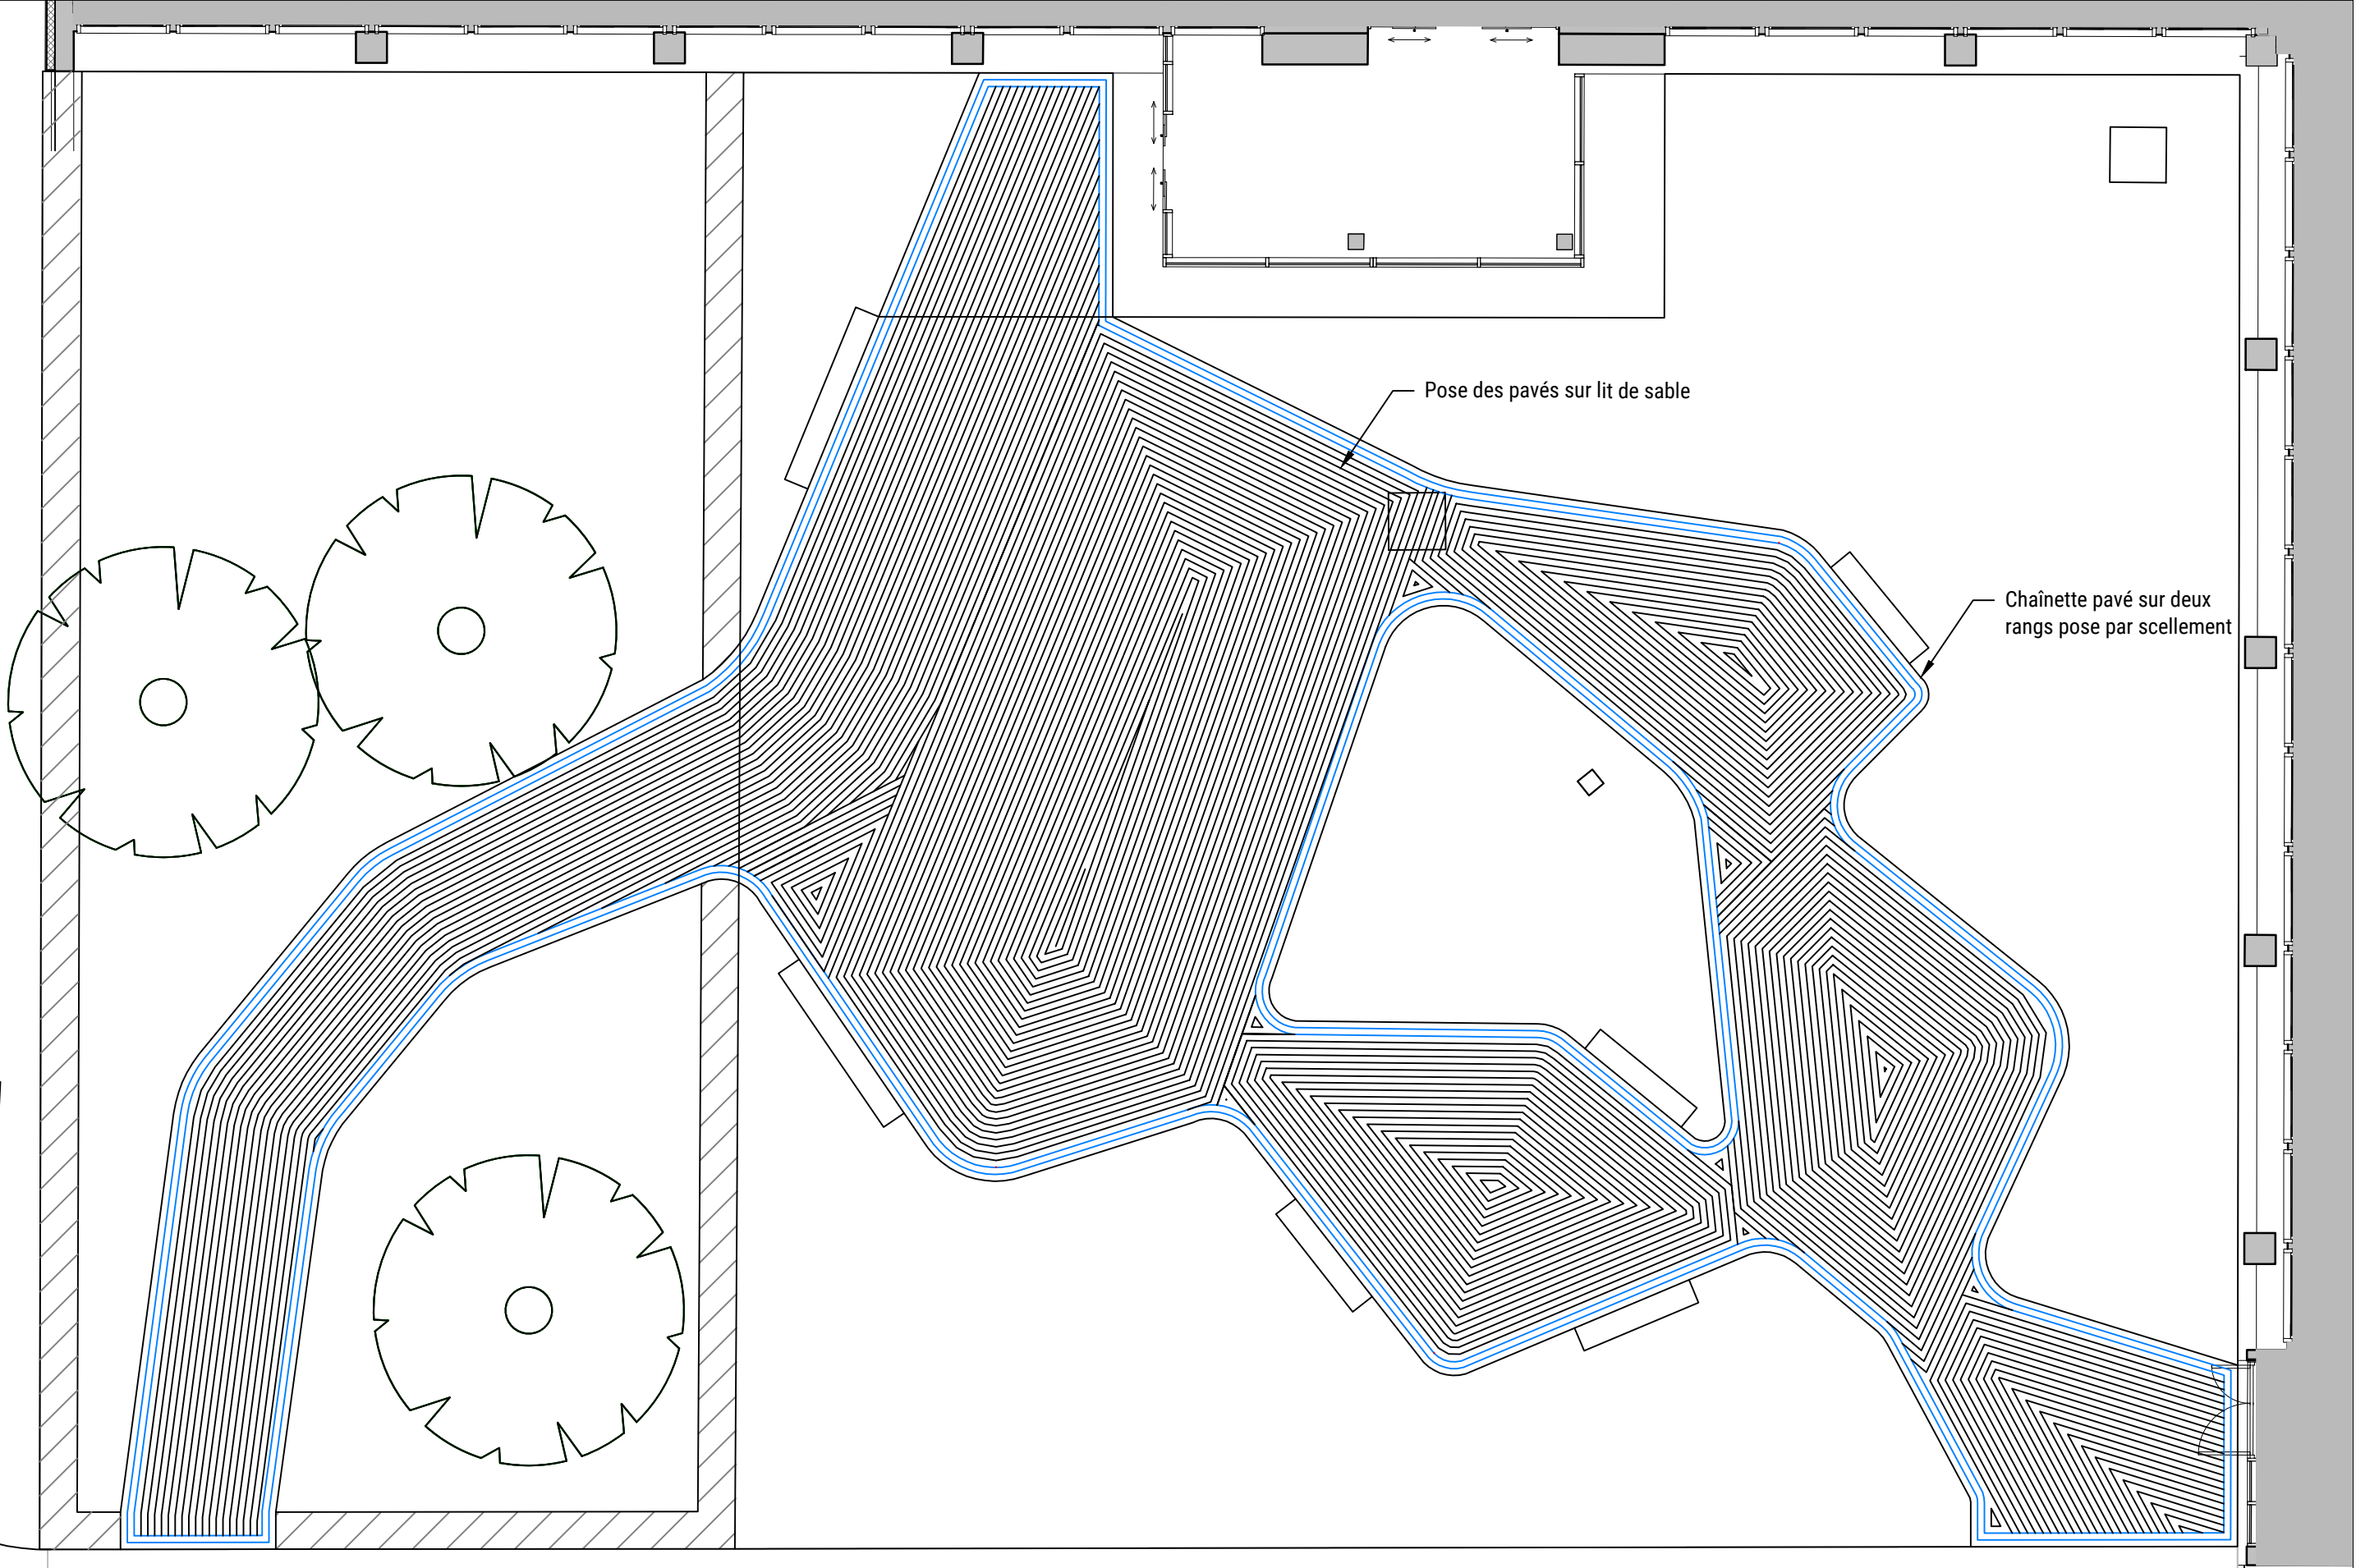 Pose des pavés sur lit de sable
Chaînette pavé sur deux
rangs pose par scellement